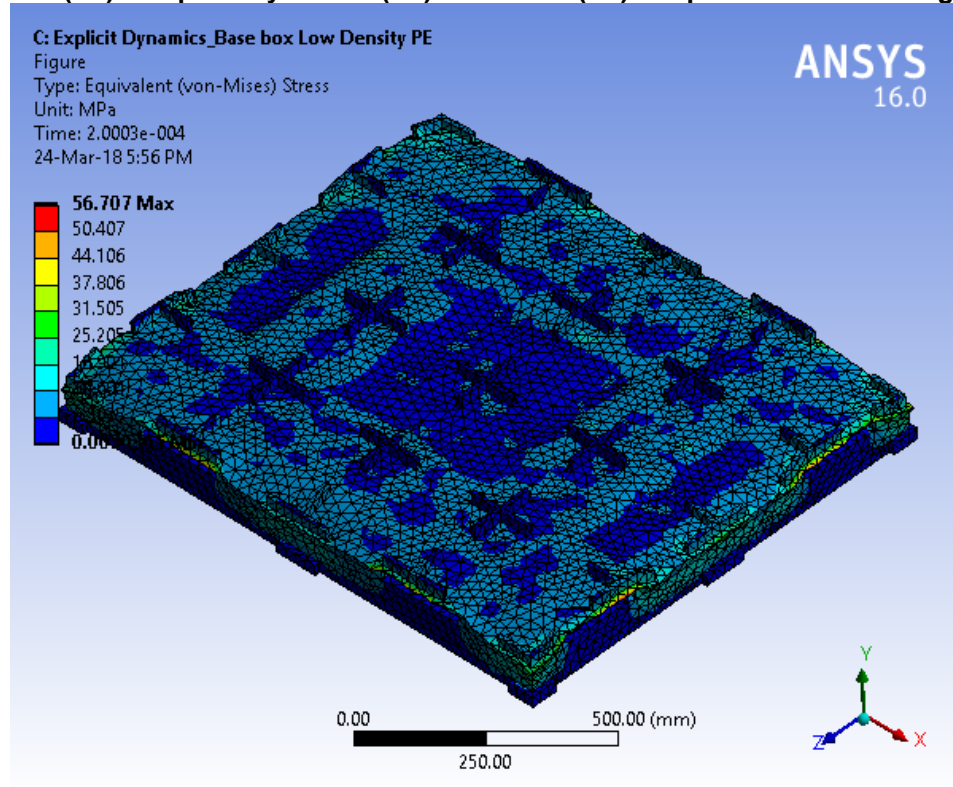 C: Explicit Dynamics_Base box Low Density PE
Figure
Type: Equivalent (von-Mises) Stress
Unit: MPa
Time: 2.0003e-004
24-Mar-18 5:56 PM
ANSYS
16.0
56.707 Max
50.407
44.106
37.806
31.505
25.205
0.00
500.00 (mm)
250.00
Y
Z
X